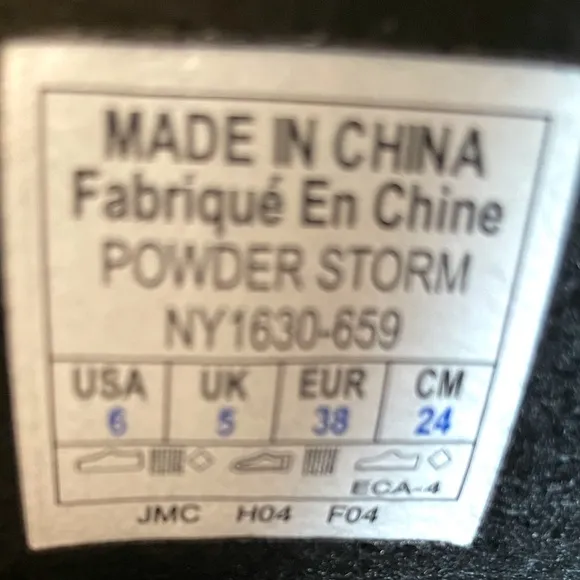 MADE IN CHINA
Fabriqué En Chine
POWDER STORM
NY1630-659
USA UK EUR CM
6 5 38 24
ECA-4
JMC H04 F04